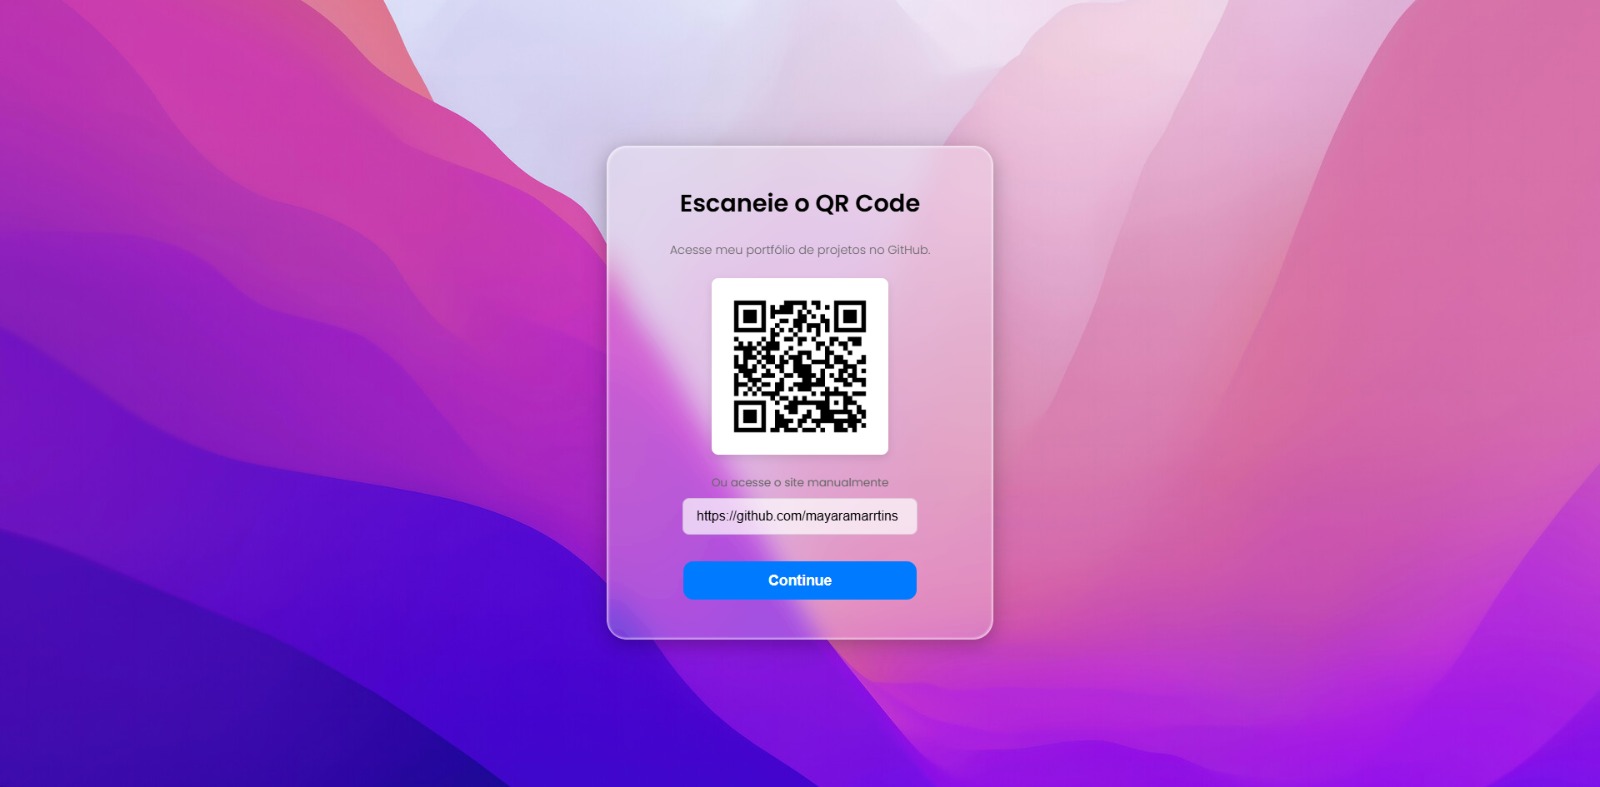 Escaneie o QR Code
Acesse meu portfólio de projetos no GitHub.
Ou acesse o site manualmente
https://github.com/mayaramarrtins
Continue